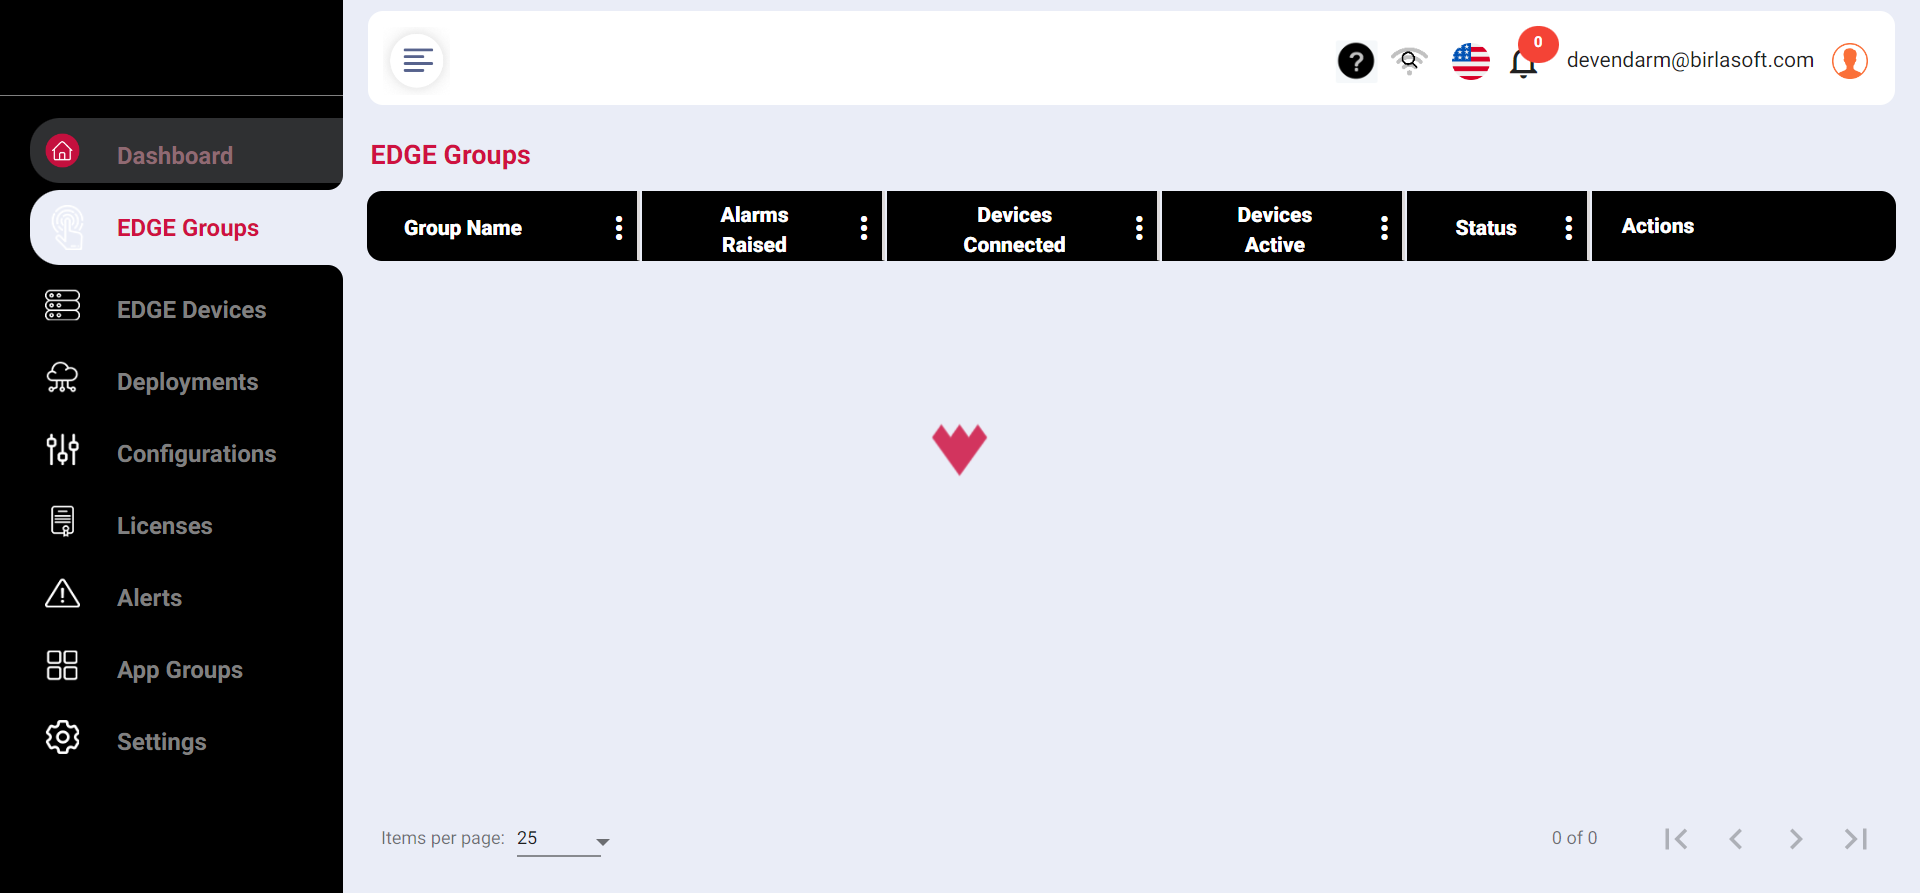 0
devendarm@birlasoft.com
Dashboard
EDGE Groups
EDGE Devices
Deployments
Configurations
Licenses
Alerts
App Groups
Settings
EDGE Groups
Group Name
Alarms
Raised
Devices
Connected
Devices
Active
Status
Actions
Items per page: 25
0 of 0